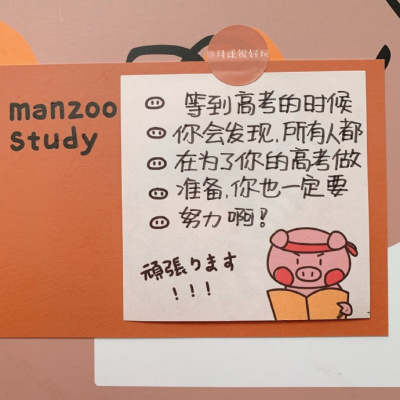 manzoo
study
等到高考的时候
你会发现,所有人都
在为了你的高考做
准备,你也一定要
努力啊!
頑張ります
!!!